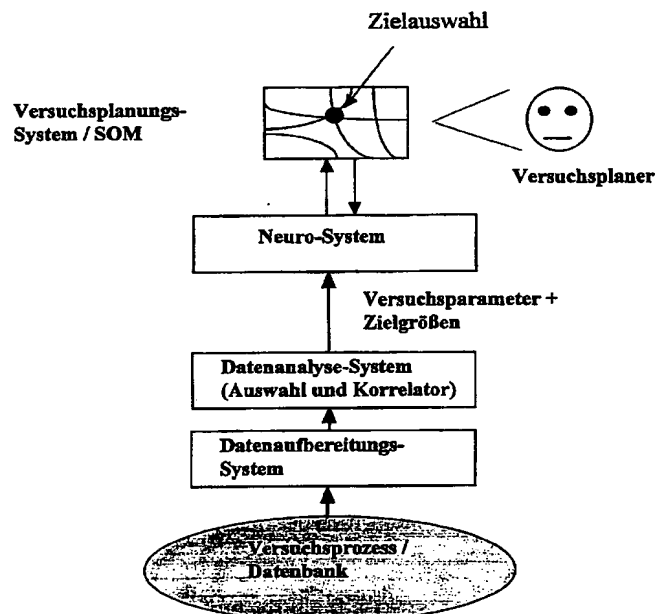 Zielauswahl
Versuchsplanungs-
System / SOM
Versuchsplaner
Neuro-System
Versuchsparameter +
Zielgrößen
Datenanalyse-System
(Auswahl und Korrelator)
Datenaufbereitungs-
System
Versuchsprozess /
Datenbank